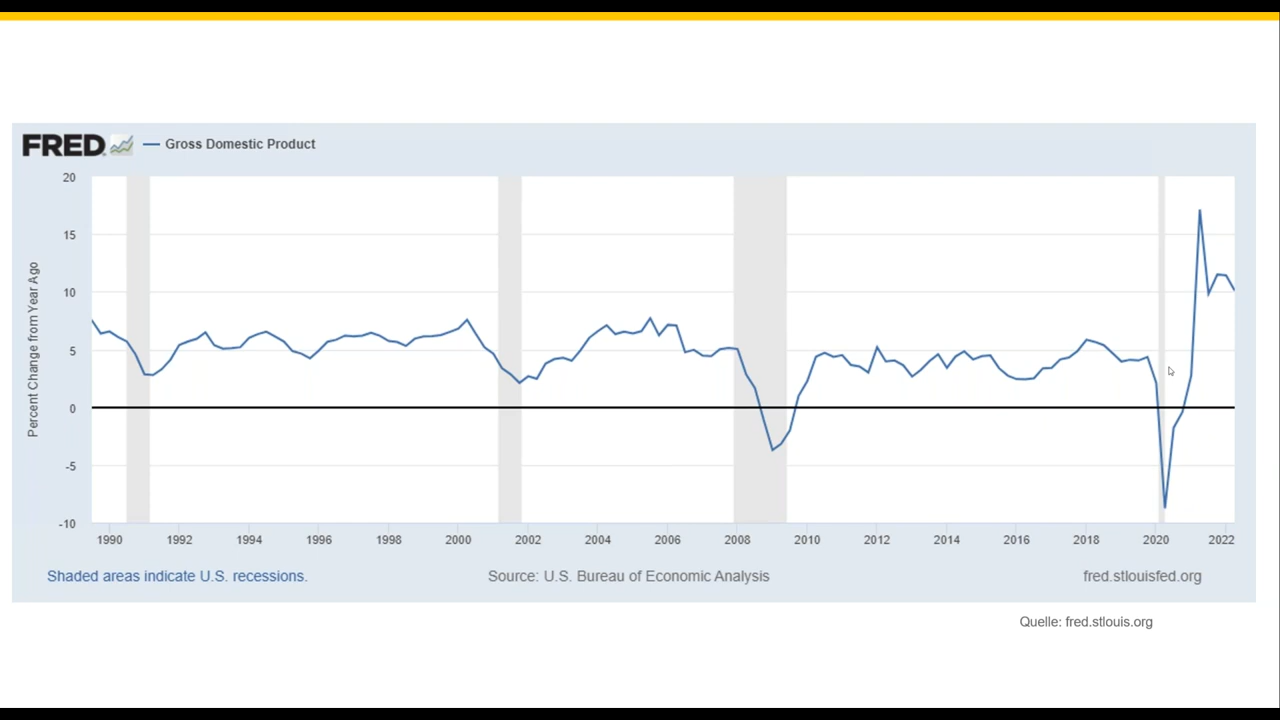 FRED
Gross Domestic Product
Percent Change from Year Ago
20
15
10
5
0
-5
-10
1990 1992 1994 1996 1998 2000 2002 2004 2006 2008 2010 2012 2014 2016 2018 2020 2022
Shaded areas indicate U.S. recessions. Source: U.S. Bureau of Economic Analysis fred.stlouisfed.org
Quelle: fred.stlouis.org